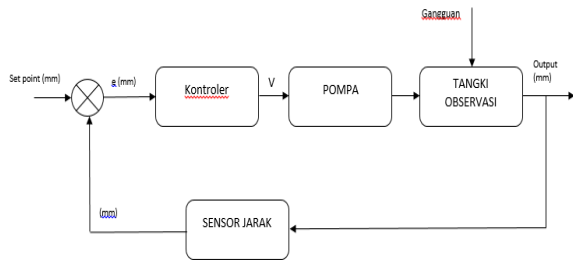 Gangguan
Set point (mm)
e (mm)
Kontroler
V
POMPA
TANGKI
OBSERVASI
Output
(mm)
(mm)
SENSOR JARAK